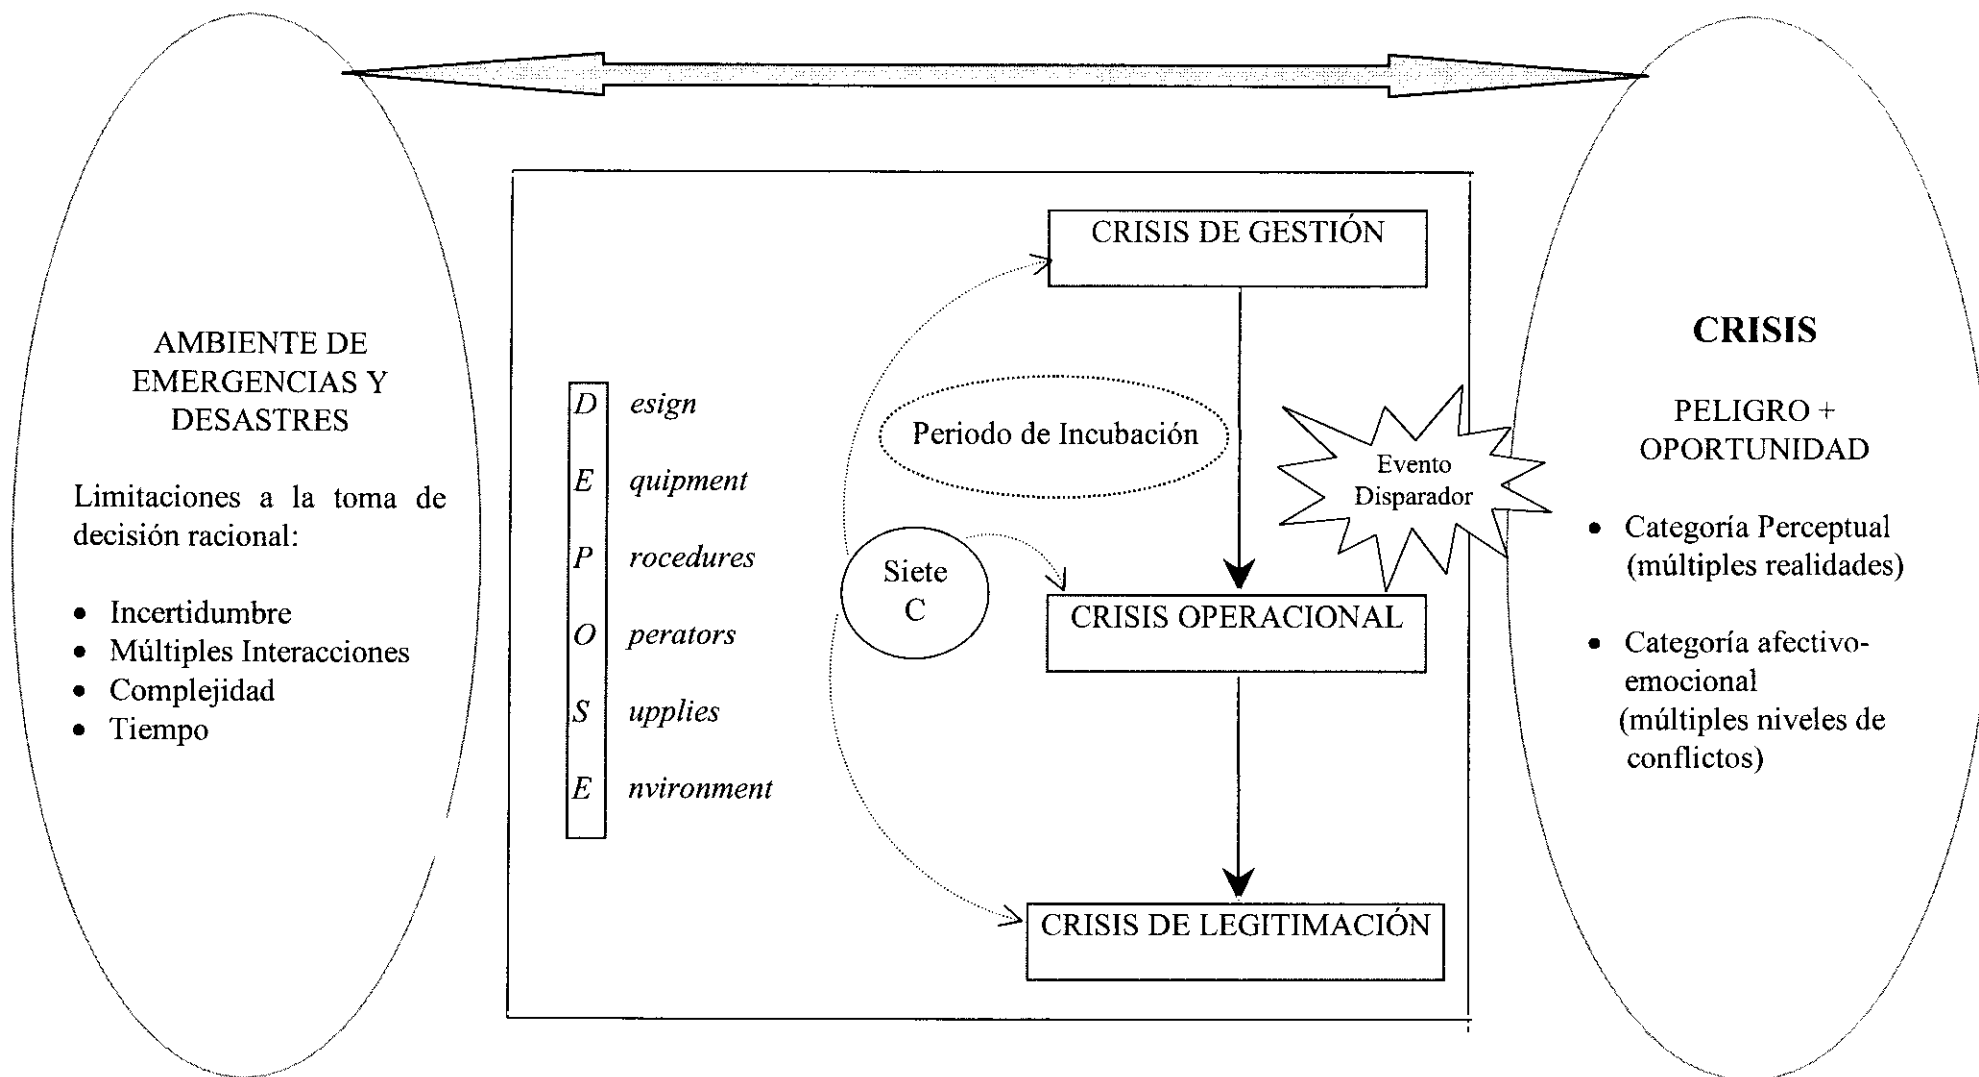 AMBIENTE DE
EMERGENCIAS Y
DESASTRES
Limitaciones a la toma de
decisión racional:
• Incertidumbre
• Múltiples Interacciones
• Complejidad
• Tiempo
D esign
E quipment
P rocedures
O perators
S upplies
E nvironment
CRISIS DE GESTIÓN
Periodo de Incubación
Evento
Disparador
Siete
C
CRISIS OPERACIONAL
CRISIS DE LEGITIMACIÓN
CRISIS
PELIGRO +
OPORTUNIDAD
• Categoría Perceptual
(múltiples realidades)
• Categoría afectivo-
emocional
(múltiples niveles de
conflictos)